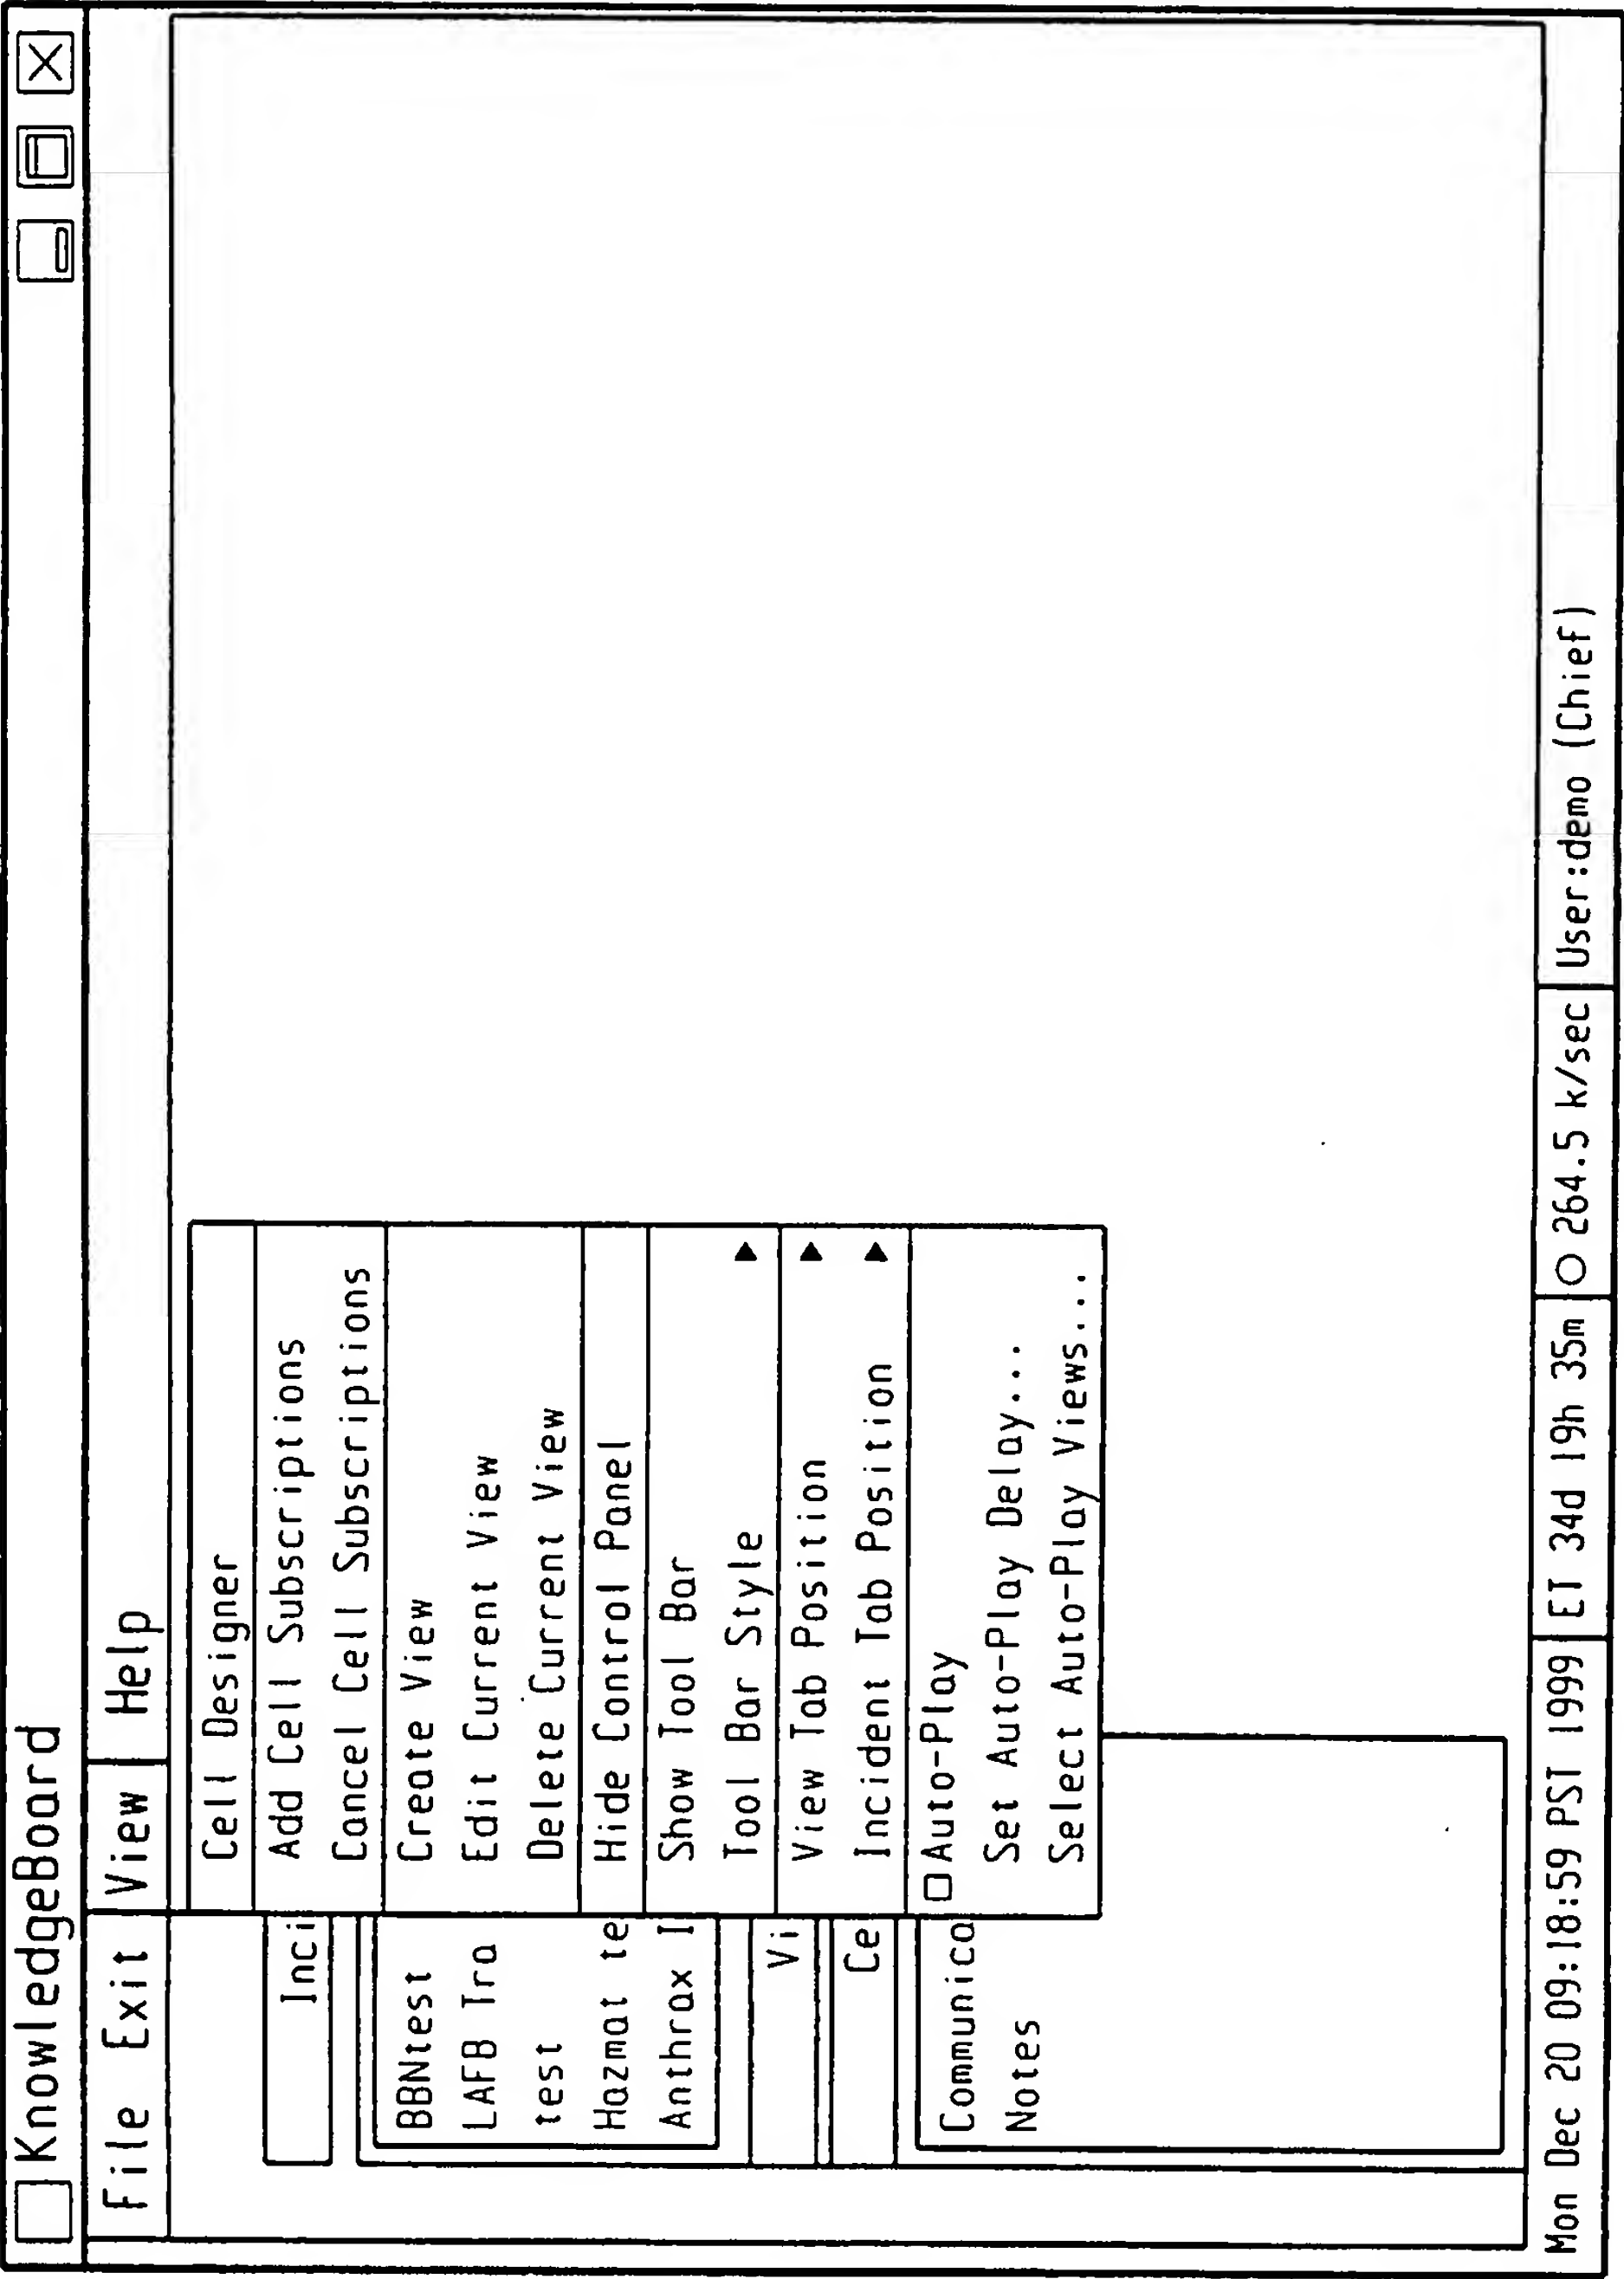 KnowledgeBoard
File Exit View Help
Cell Designer
Add Cell Subscriptions
Cancel Cell Subscriptions
Create View
Edit Current View
Delete Current View
Hide Control Panel
Show Tool Bar
Tool Bar Style
View Tab Position
Incident Tab Position
Auto-Play
Set Auto-Play Delay...
Select Auto-Play Views...
Inci
BBNtest
LAFB Tra
test
Hazmat te
Anthrax I
Vi
Ce
Communica
Notes
Mon Dec 20 09:18:59 PST 1999 ET 34d 19h 35m 264.5 k/sec User:demo (Chief)